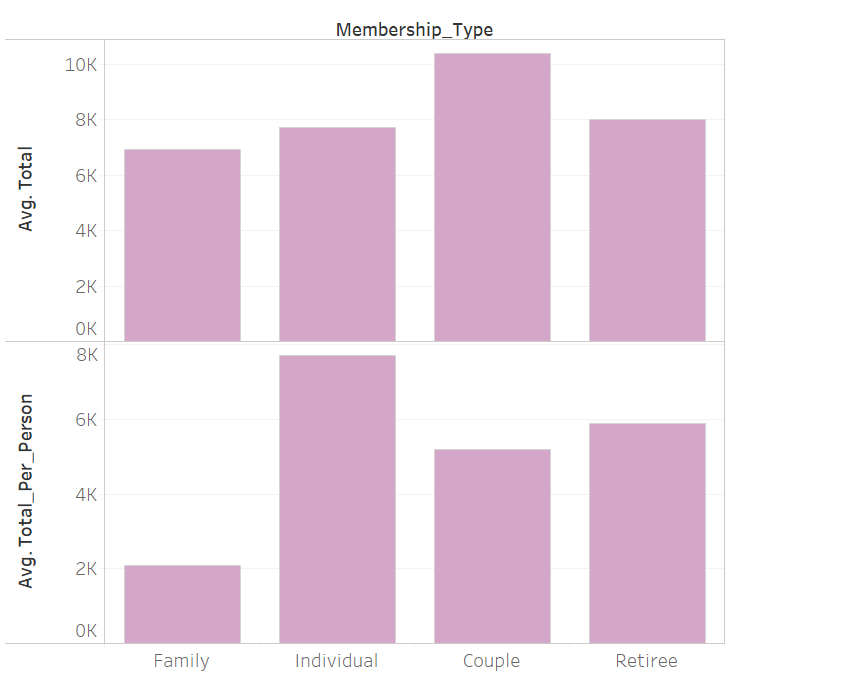 Membership_Type
10K
8K
6K
4K
2K
0K
Avg. Total
8K
6K
4K
2K
0K
Avg. Total_Per_Person
Family Individual Couple Retiree